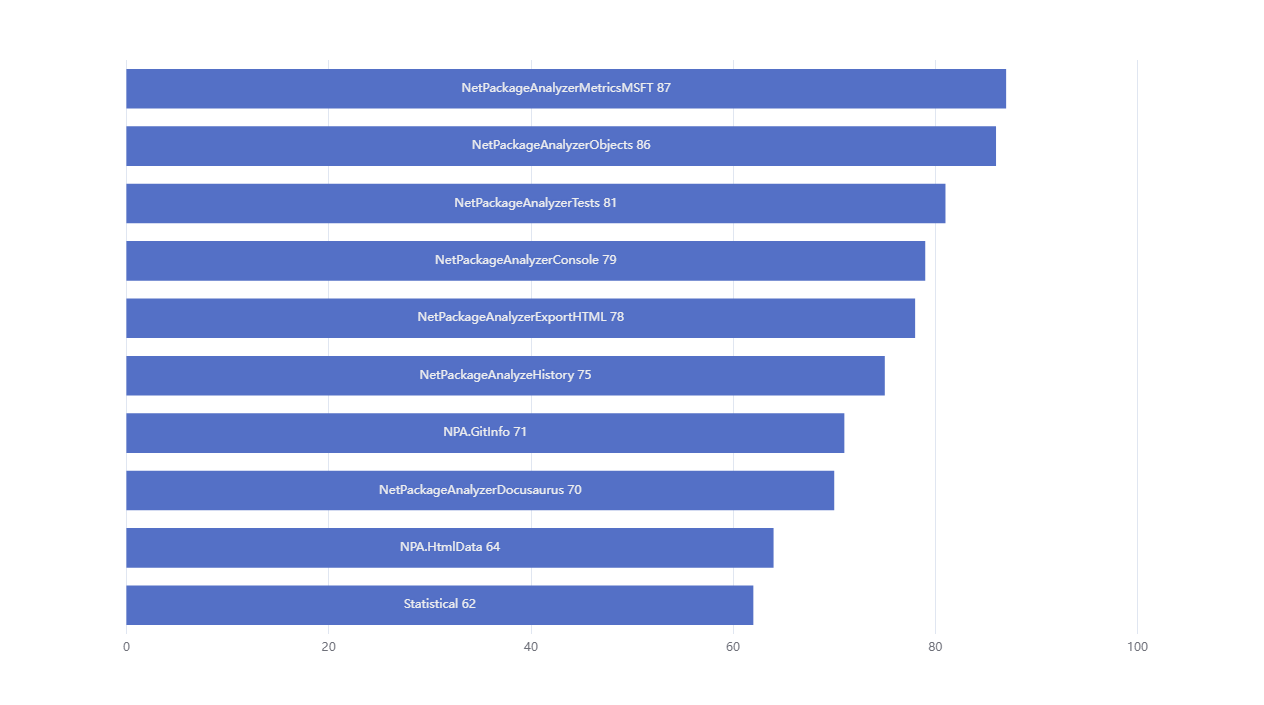 NetPackageAnalyzerMetricsMSFT 87
NetPackageAnalyzerObjects 86
NetPackageAnalyzerTests 81
NetPackageAnalyzerConsole 79
NetPackageAnalyzerExportHTML 78
NetPackageAnalyzeHistory 75
NPA.GitInfo 71
NetPackageAnalyzerDocusaurus 70
NPA.HtmlData 64
Statistical 62
0 20 40 60 80 100